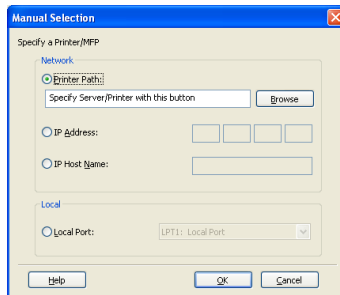 Manual Selection
Specify a Printer/MFP
Network
Printer Path:
Specify Server/Printer with this button
Browse
IP Address:
IP Host Name:
Local
Local Port:
LPT1: Local Port
Help
OK
Cancel